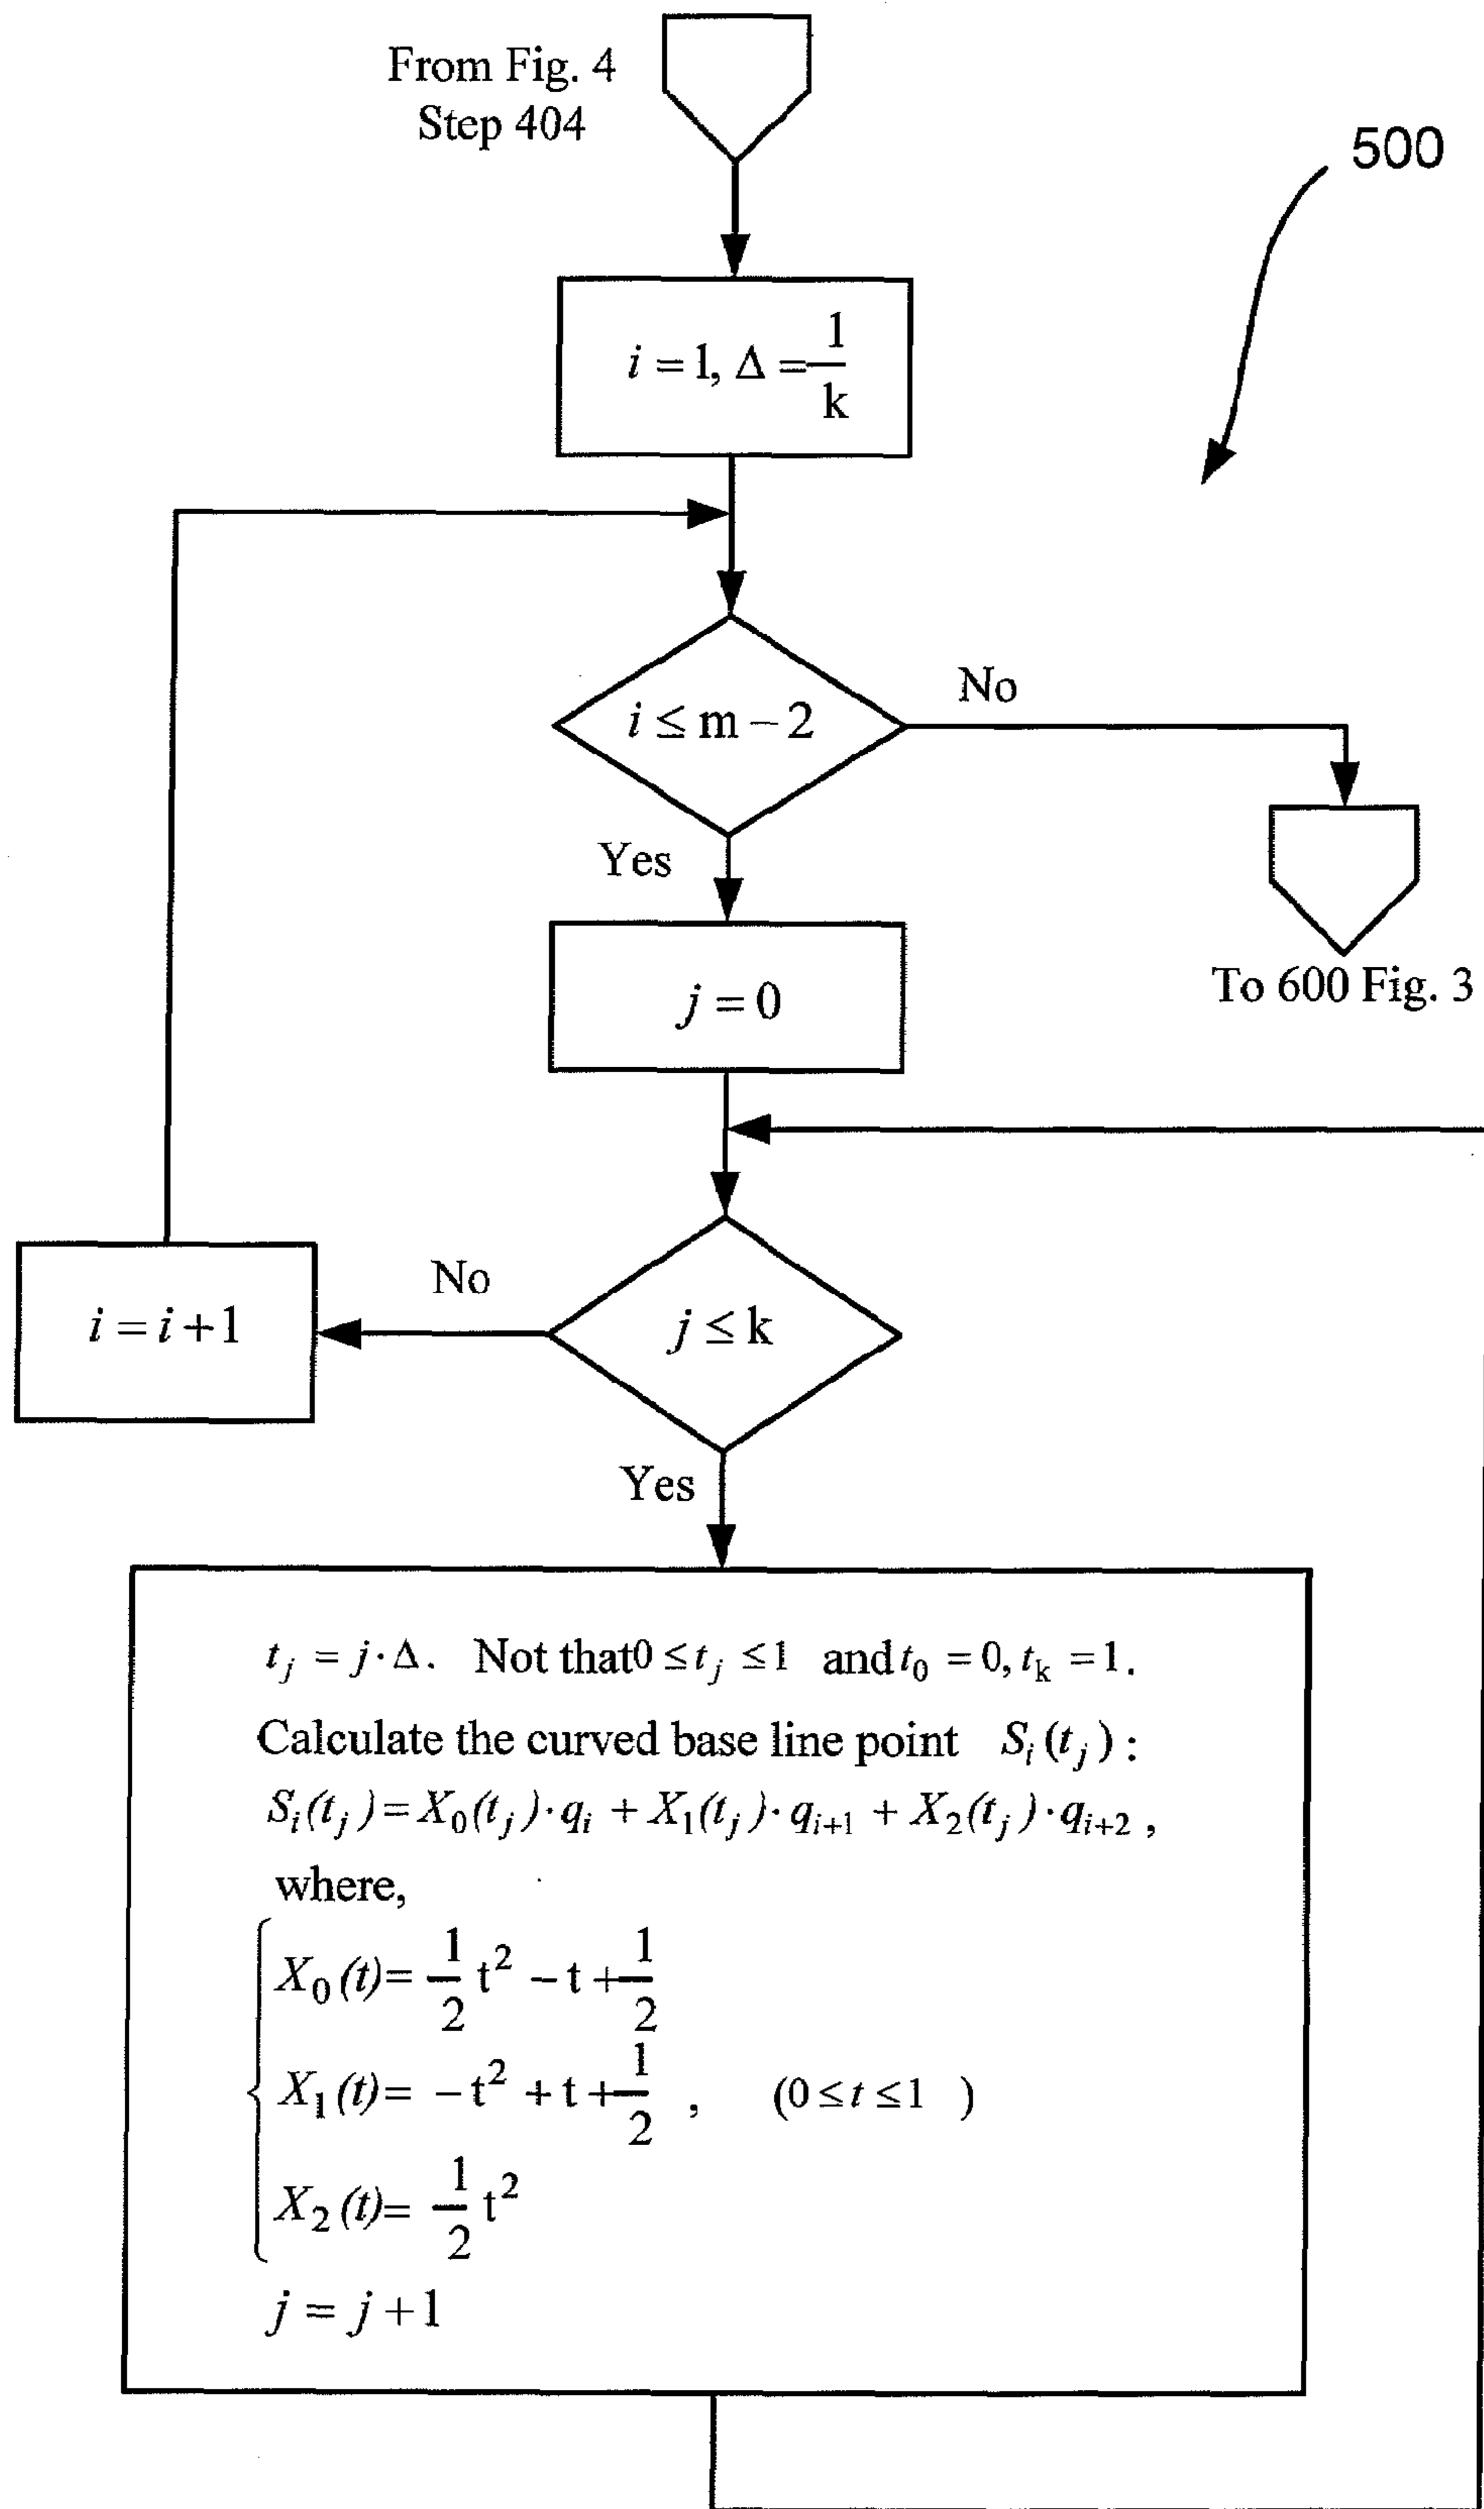 From Fig. 4
Step 404
500
i = 1, Δ = 1/k
i ≤ m − 2
No
Yes
To 600 Fig. 3
j = 0
No
i = i + 1
j ≤ k
Yes
t_j = j · Δ. Not that 0 ≤ t_j ≤ 1 and t_0 = 0, t_k = 1.
Calculate the curved base line point S_i(t_j) :
S_i(t_j) = X_0(t_j) · q_i + X_1(t_j) · q_{i+1} + X_2(t_j) · q_{i+2} ,
where,
X_0(t) = 1/2 t² − t + 1/2
X_1(t) = −t² + t + 1/2 , (0 ≤ t ≤ 1 )
X_2(t) = 1/2 t²
j = j + 1